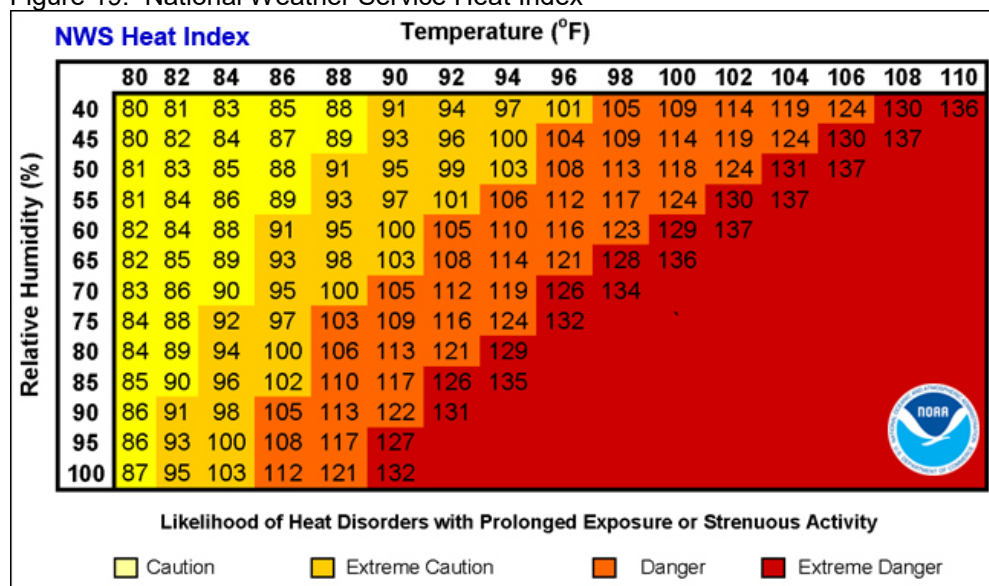 Figure 19: National Weather Service Heat Index
NWS Heat Index Temperature (°F)
80 82 84 86 88 90 92 94 96 98 100 102 104 106 108 110
40 80 81 83 85 88 91 94 97 101 105 109 114 119 124 130 136
45 80 82 84 87 89 93 96 100 104 109 114 119 124 130 137
50 81 83 85 88 91 95 99 103 108 113 118 124 131 137
55 81 84 86 89 93 97 101 106 112 117 124 130 137
60 82 84 88 91 95 100 105 110 116 123 129 137
65 82 85 89 93 98 103 108 114 121 128 136
70 83 86 90 95 100 105 112 119 126 134
75 84 88 92 97 103 109 116 124 132
80 84 89 94 100 106 113 121 129
85 85 90 96 102 110 117 126 135
90 86 91 98 105 113 122 131
95 86 93 100 108 117 127
100 87 95 103 112 121 132
Relative Humidity (%)
NOAA
Likelihood of Heat Disorders with Prolonged Exposure or Strenuous Activity
Caution Extreme Caution Danger Extreme Danger